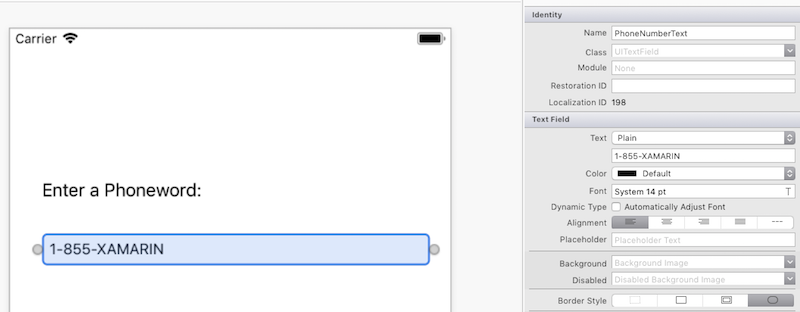 Carrier
Enter a Phoneword:
1-855-XAMARIN
Identity
Name PhoneNumberText
Class UITextField
Module None
Restoration ID
Localization ID 198
Text Field
Text Plain
1-855-XAMARIN
Color Default
Font System 14 pt T
Dynamic Type Automatically Adjust Font
Alignment
Placeholder Placeholder Text
Background Background Image
Disabled Disabled Background Image
Border Style